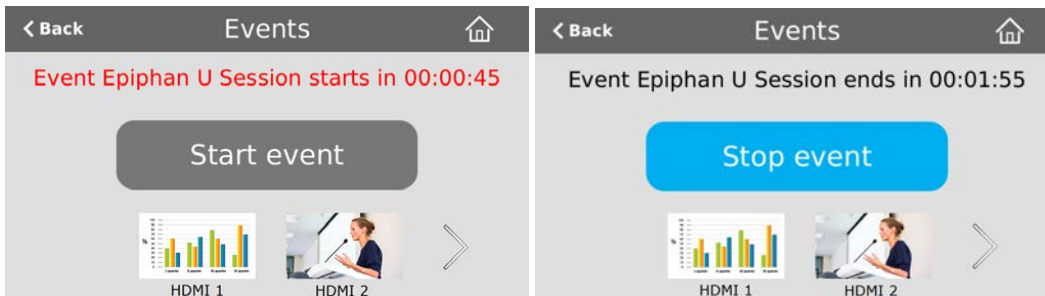 Back Events
Event Epiphan U Session starts in 00:00:45
Start event
%
HDMI 1 HDMI 2
Back Events
Event Epiphan U Session ends in 00:01:55
Stop event
%
HDMI 1 HDMI 2